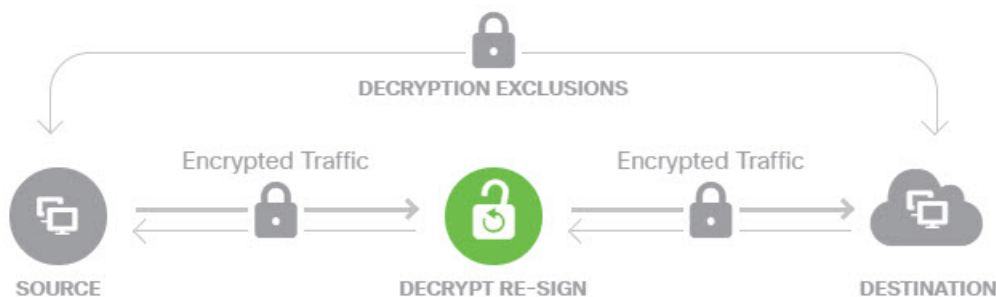 DECRYPTION EXCLUSIONS
Encrypted Traffic
Encrypted Traffic
SOURCE
DECRYPT RE-SIGN
DESTINATION